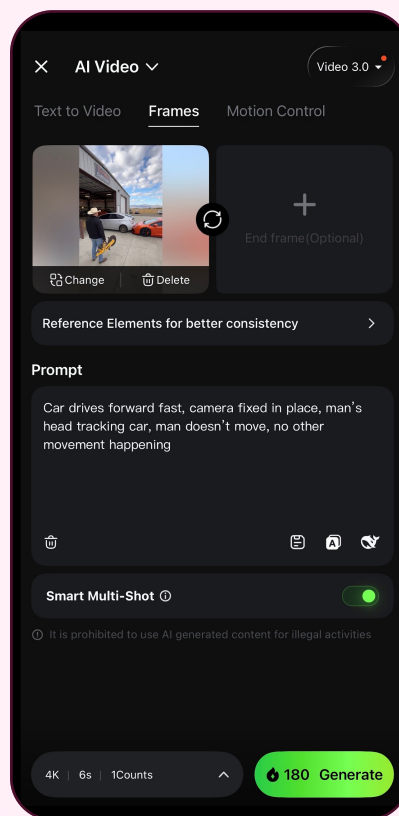 AI Video
Video 3.0
Text to Video Frames Motion Control
End frame(Optional)
Change Delete
Reference Elements for better consistency
Prompt
Car drives forward fast, camera fixed in place, man's
head tracking car, man doesn't move, no other
movement happening
A
Smart Multi-Shot
It is prohibited to use AI generated content for illegal activities
4K | 6s | 1Counts
180 Generate